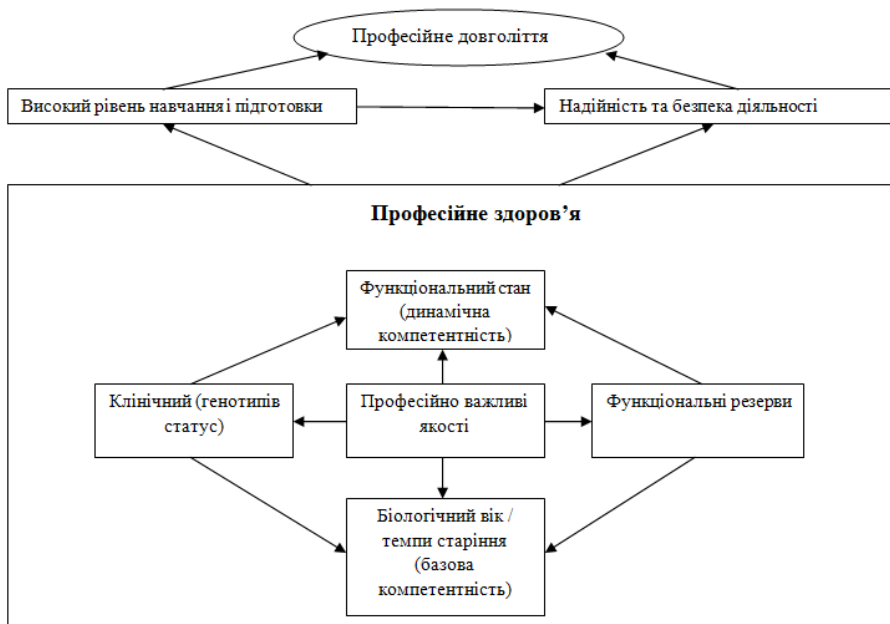 Професійне довголіття
Високий рівень навчання і підготовки
Надійність та безпека діяльності
Професійне здоров’я
Функціональний стан
(динамічна
компетентність)
Клінічний (генотипів
статус)
Професійно важливі
якості
Функціональні резерви
Біологічний вік /
темпи старіння
(базова
компетентність)